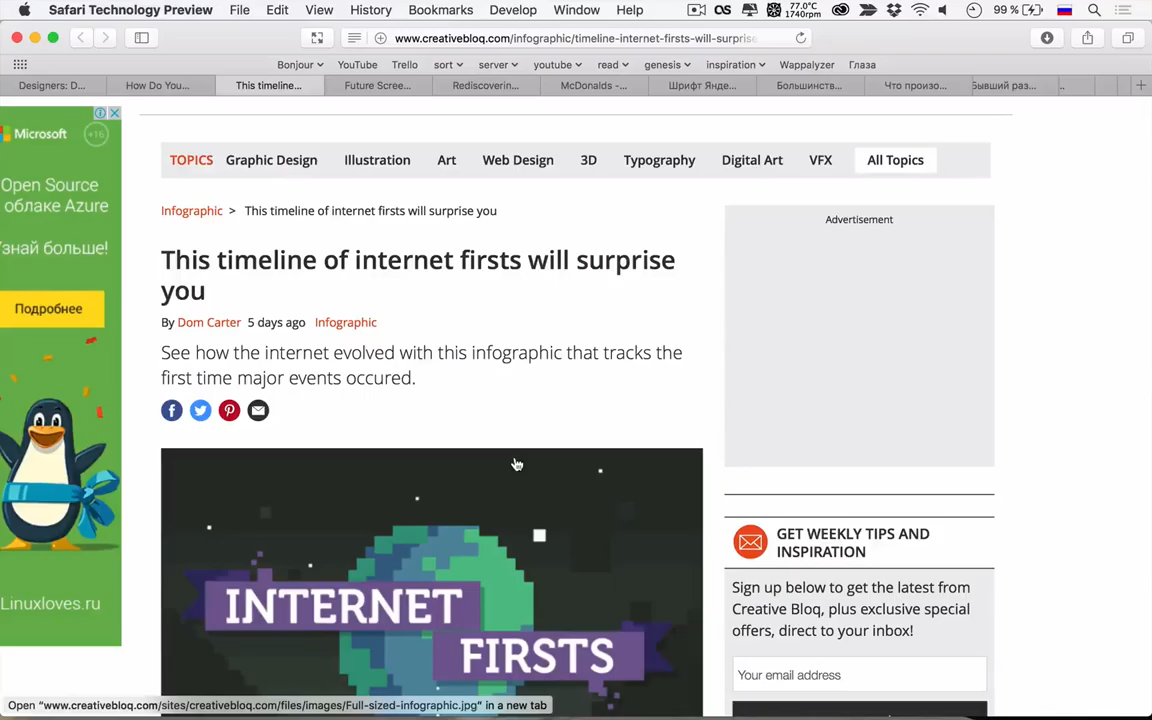 Safari Technology Preview File Edit View History Bookmarks Develop Window Help
77.0°C
1740rpm
99 %
www.creativebloq.com/infographic/timeline-internet-firsts-will-surprise
Bonjour YouTube Trello sort server youtube read genesis inspiration Wappalyzer Глаза
Designers: D... How Do You... This timeline... Future Scree... Rediscoverin... McDonalds -... Шрифт Янде... Большинств... Что произо... Бывший раз...
Microsoft
+16
Open Source
облаке Azure
Узнай больше!
Подробнее
Linuxloves.ru
TOPICS Graphic Design Illustration Art Web Design 3D Typography Digital Art VFX All Topics
Infographic > This timeline of internet firsts will surprise you
This timeline of internet firsts will surprise
you
By Dom Carter 5 days ago Infographic
See how the internet evolved with this infographic that tracks the
first time major events occured.
INTERNET
FIRSTS
Advertisement
GET WEEKLY TIPS AND
INSPIRATION
Sign up below to get the latest from
Creative Bloq, plus exclusive special
offers, direct to your inbox!
Your email address
Open "www.creativebloq.com/sites/creativebloq.com/files/images/Full-sized-infographic.jpg" in a new tab